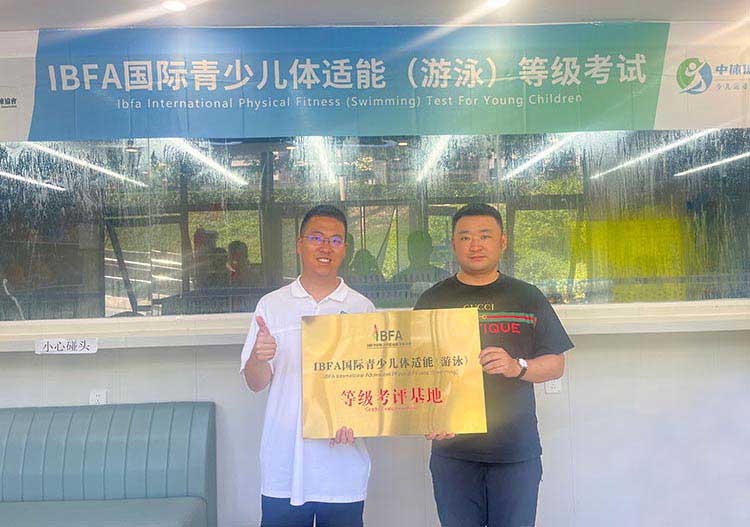 IBFA国际青少儿体适能（游泳）等级考试
Ibfa International Physical Fitness (Swimming) Test For Young Children
小心碰头
GUCCI
TIQUE
IBFA
IBFA国际青少儿体适能（游泳）
等级考评基地